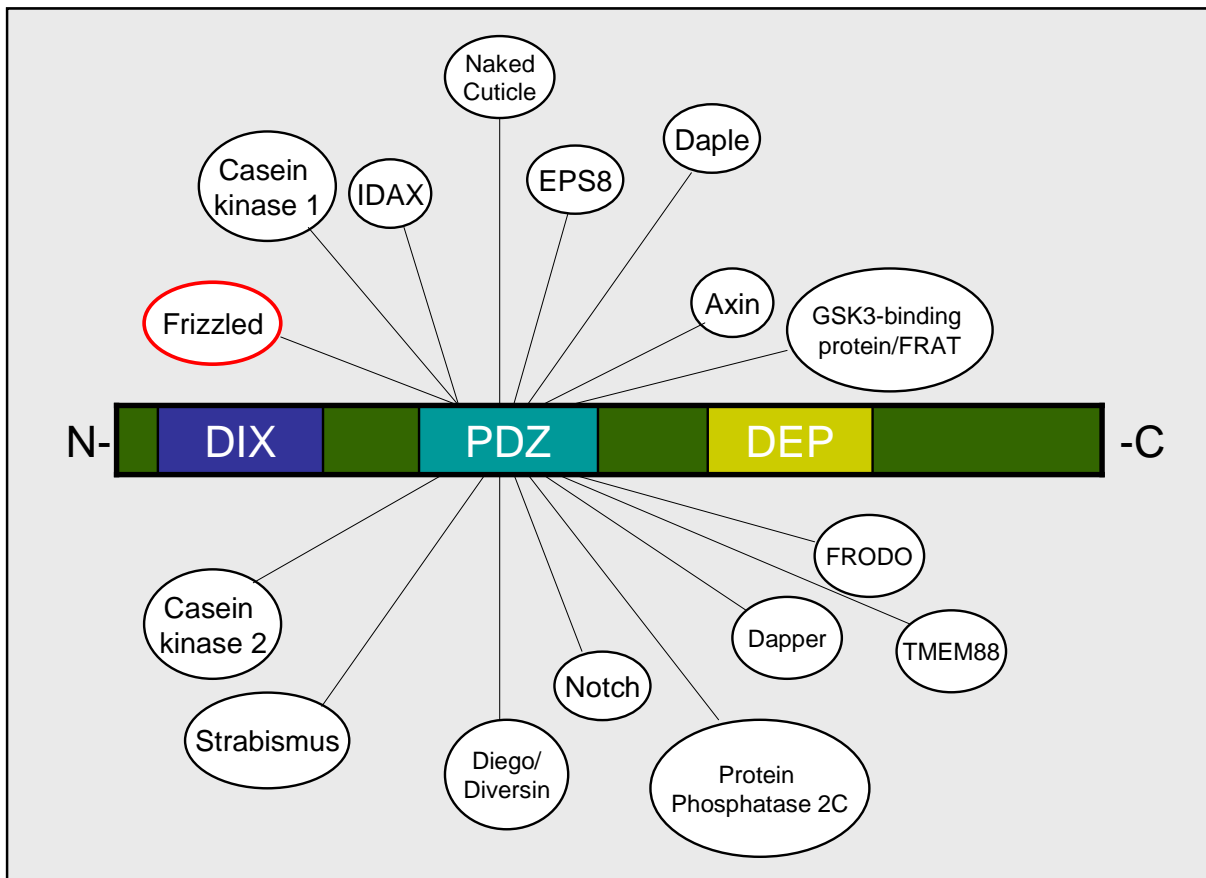 Naked
Cuticle
Daple
Casein
kinase 1
IDAX
EPS8
Frizzled
Axin
GSK3-binding
protein/FRAT
N-
DIX
PDZ
DEP
-C
FRODO
Casein
kinase 2
Dapper
TMEM88
Notch
Strabismus
Diego/
Diversin
Protein
Phosphatase 2C